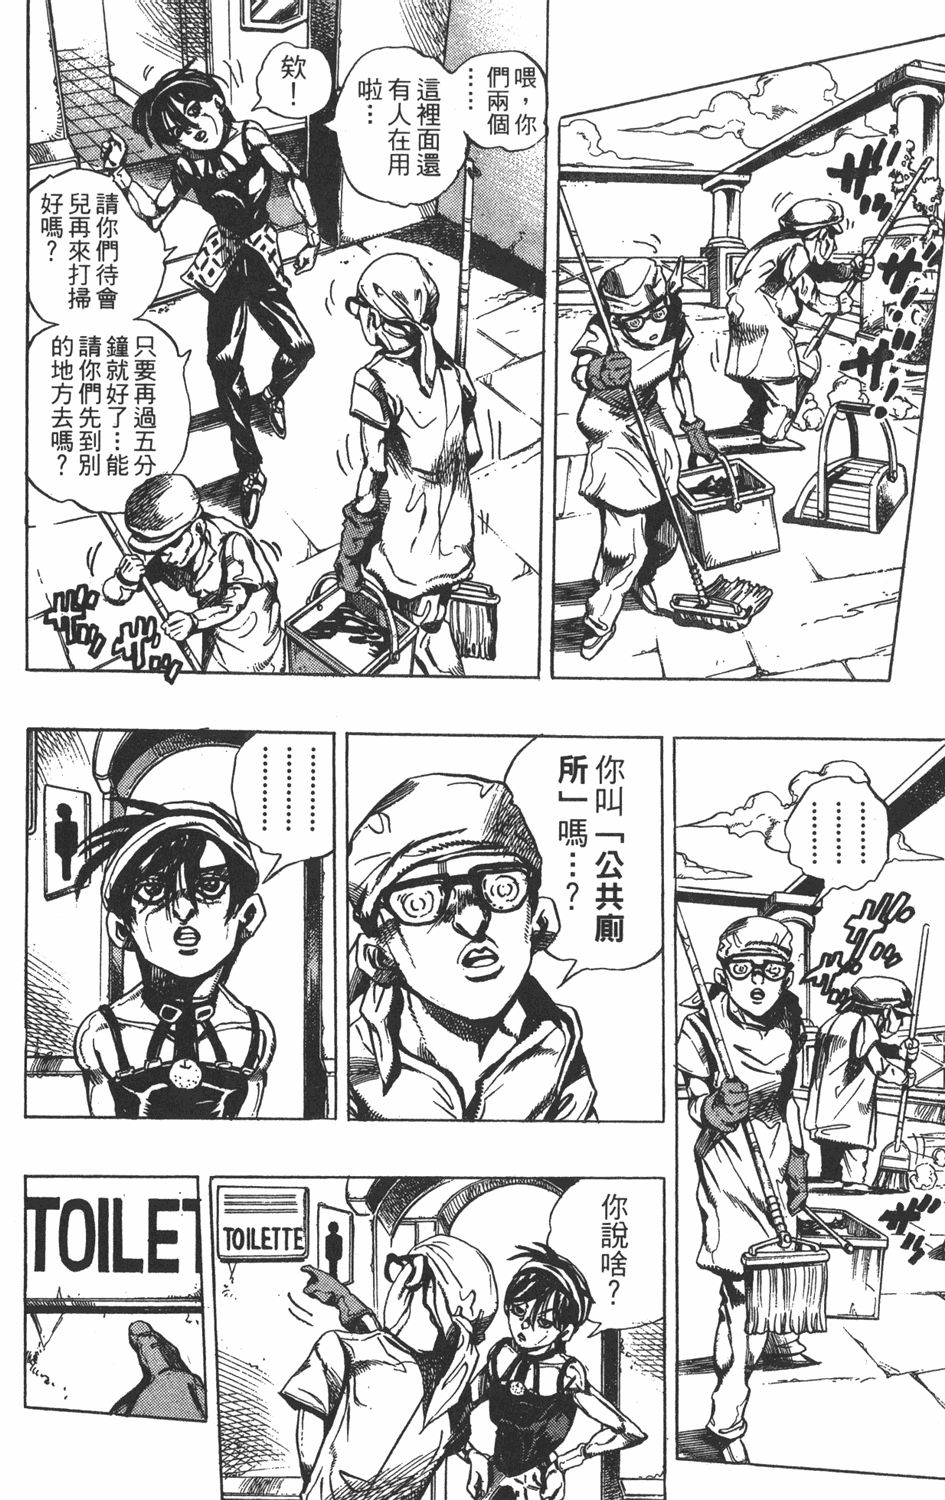 喂，你
們兩個
……
這裡面還
有人在用
啦…
欸！
請你們待會
兒再來打掃
好嗎？
只要再過五分
鐘就好了…能
請你們先到別
的地方去嗎？
………
………
………
你叫「公共廁
所」嗎…？
…………
…………
…………
你說啥？
TOILETTE
TOILET